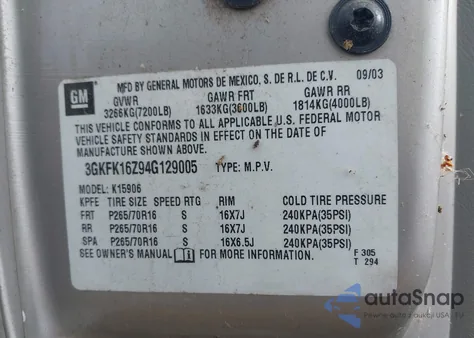 GM
MFD BY GENERAL MOTORS DE MEXICO, S. DE R.L. DE C.V. 09/03
GVWR GAWR FRT GAWR RR
3266KG(7200LB) 1633KG(3600LB) 1814KG(4000LB)
THIS VEHICLE CONFORMS TO ALL APPLICABLE U.S. FEDERAL MOTOR
VEHICLE SAFETY STANDARDS IN EFFECT ON THE DATE OF
MANUFACTURE SHOWN ABOVE.
3GKFK16Z94G129005 TYPE: M.P.V.
MODEL: K15906
KPFE TIRE SIZE SPEED RTG RIM COLD TIRE PRESSURE
FRT P265/70R16 S 16X7J 240KPA(35PSI)
RR P265/70R16 S 16X7J 240KPA(35PSI)
SPA P265/70R16 S 16X6.5J 240KPA(35PSI)
SEE OWNER'S MANUAL FOR MORE INFORMATION.
F 305
T 294
autoSnap